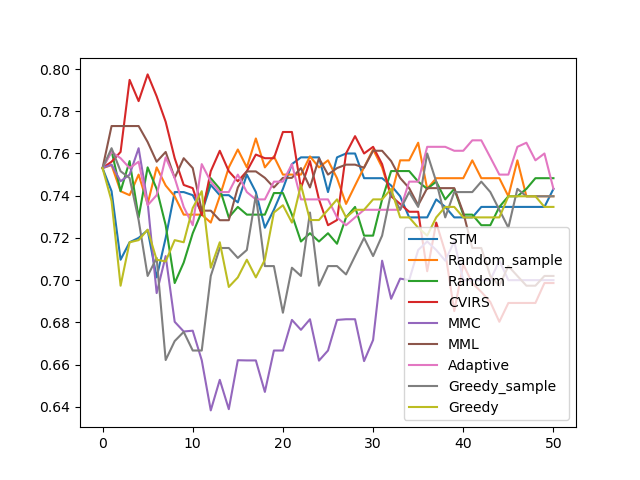 0.80
0.78
0.76
0.74
0.72
0.70
0.68
0.66
0.64
0 10 20 30 40 50
STM
Random_sample
Random
CVIRS
MMC
MML
Adaptive
Greedy_sample
Greedy